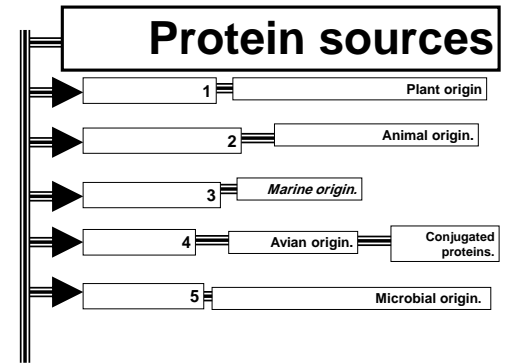 Protein sources
1 Plant origin
2 Animal origin.
3 Marine origin.
4 Avian origin. Conjugated
proteins.
5 Microbial origin.